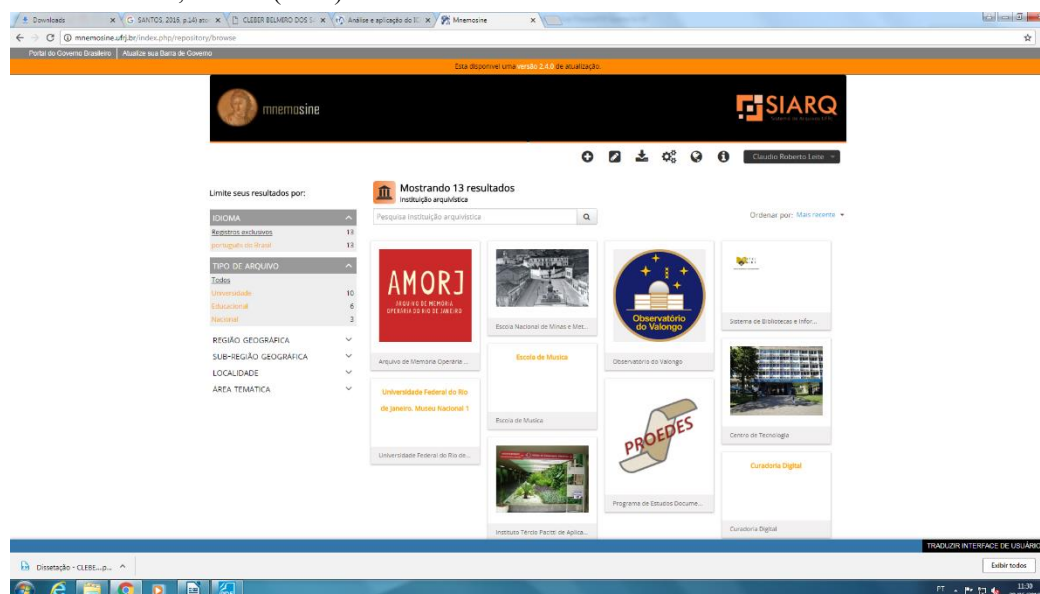 Downloads
G SANTOS, 2016, p.14) ator
CLEBER BELMIRO DOS S
Mnemosine
mnemosine.ufrj.br/index.php/repository/browse
Portal do Governo Brasileiro
Atualize sua Barra de Governo
Esta disponivel uma versão 2.4.0 de atualização.
mnemosine
SIARQ
Claudio Roberto Leite
Limite seus resultados por:
Mostrando 13 resultados
Instituição arquivística
Pesquisa Instituição arquivística
Ordenar por: Mais recente
IDIOMA
Registros exclusivos 13
português do Brasil 13
TIPO DE ARQUIVO
Todos
Universidade 10
Educacional 6
Nacional 3
REGIÃO GEOGRÁFICA
SUB-REGIÃO GEOGRÁFICA
LOCALIDADE
ÁREA TEMÁTICA
AMORJ
ARQUIVO DE MEMÓRIA
OPERÁRIA DO RIO DE JANEIRO
Arquivo de Memória Operária ...
Universidade Federal do Rio
de Janeiro. Museu Nacional 1
Universidade Federal do Rio de...
Escola Nacional de Minas e Met...
Escola de Musica
Escola de Musica
Instituto Tércio Pacitti de Aplica...
Observatório
do Valongo
Observatório do Valongo
PROEDES
Programa de Estudos Docume...
Sistema de Bibliotecas e Infor...
Centro de Tecnologia
Curadoria Digital
Curadoria Digital
TRADUZIR INTERFACE DE USUÁRIO
Dissetação - CLEBE....p...
Exibir todos
PT
11:30